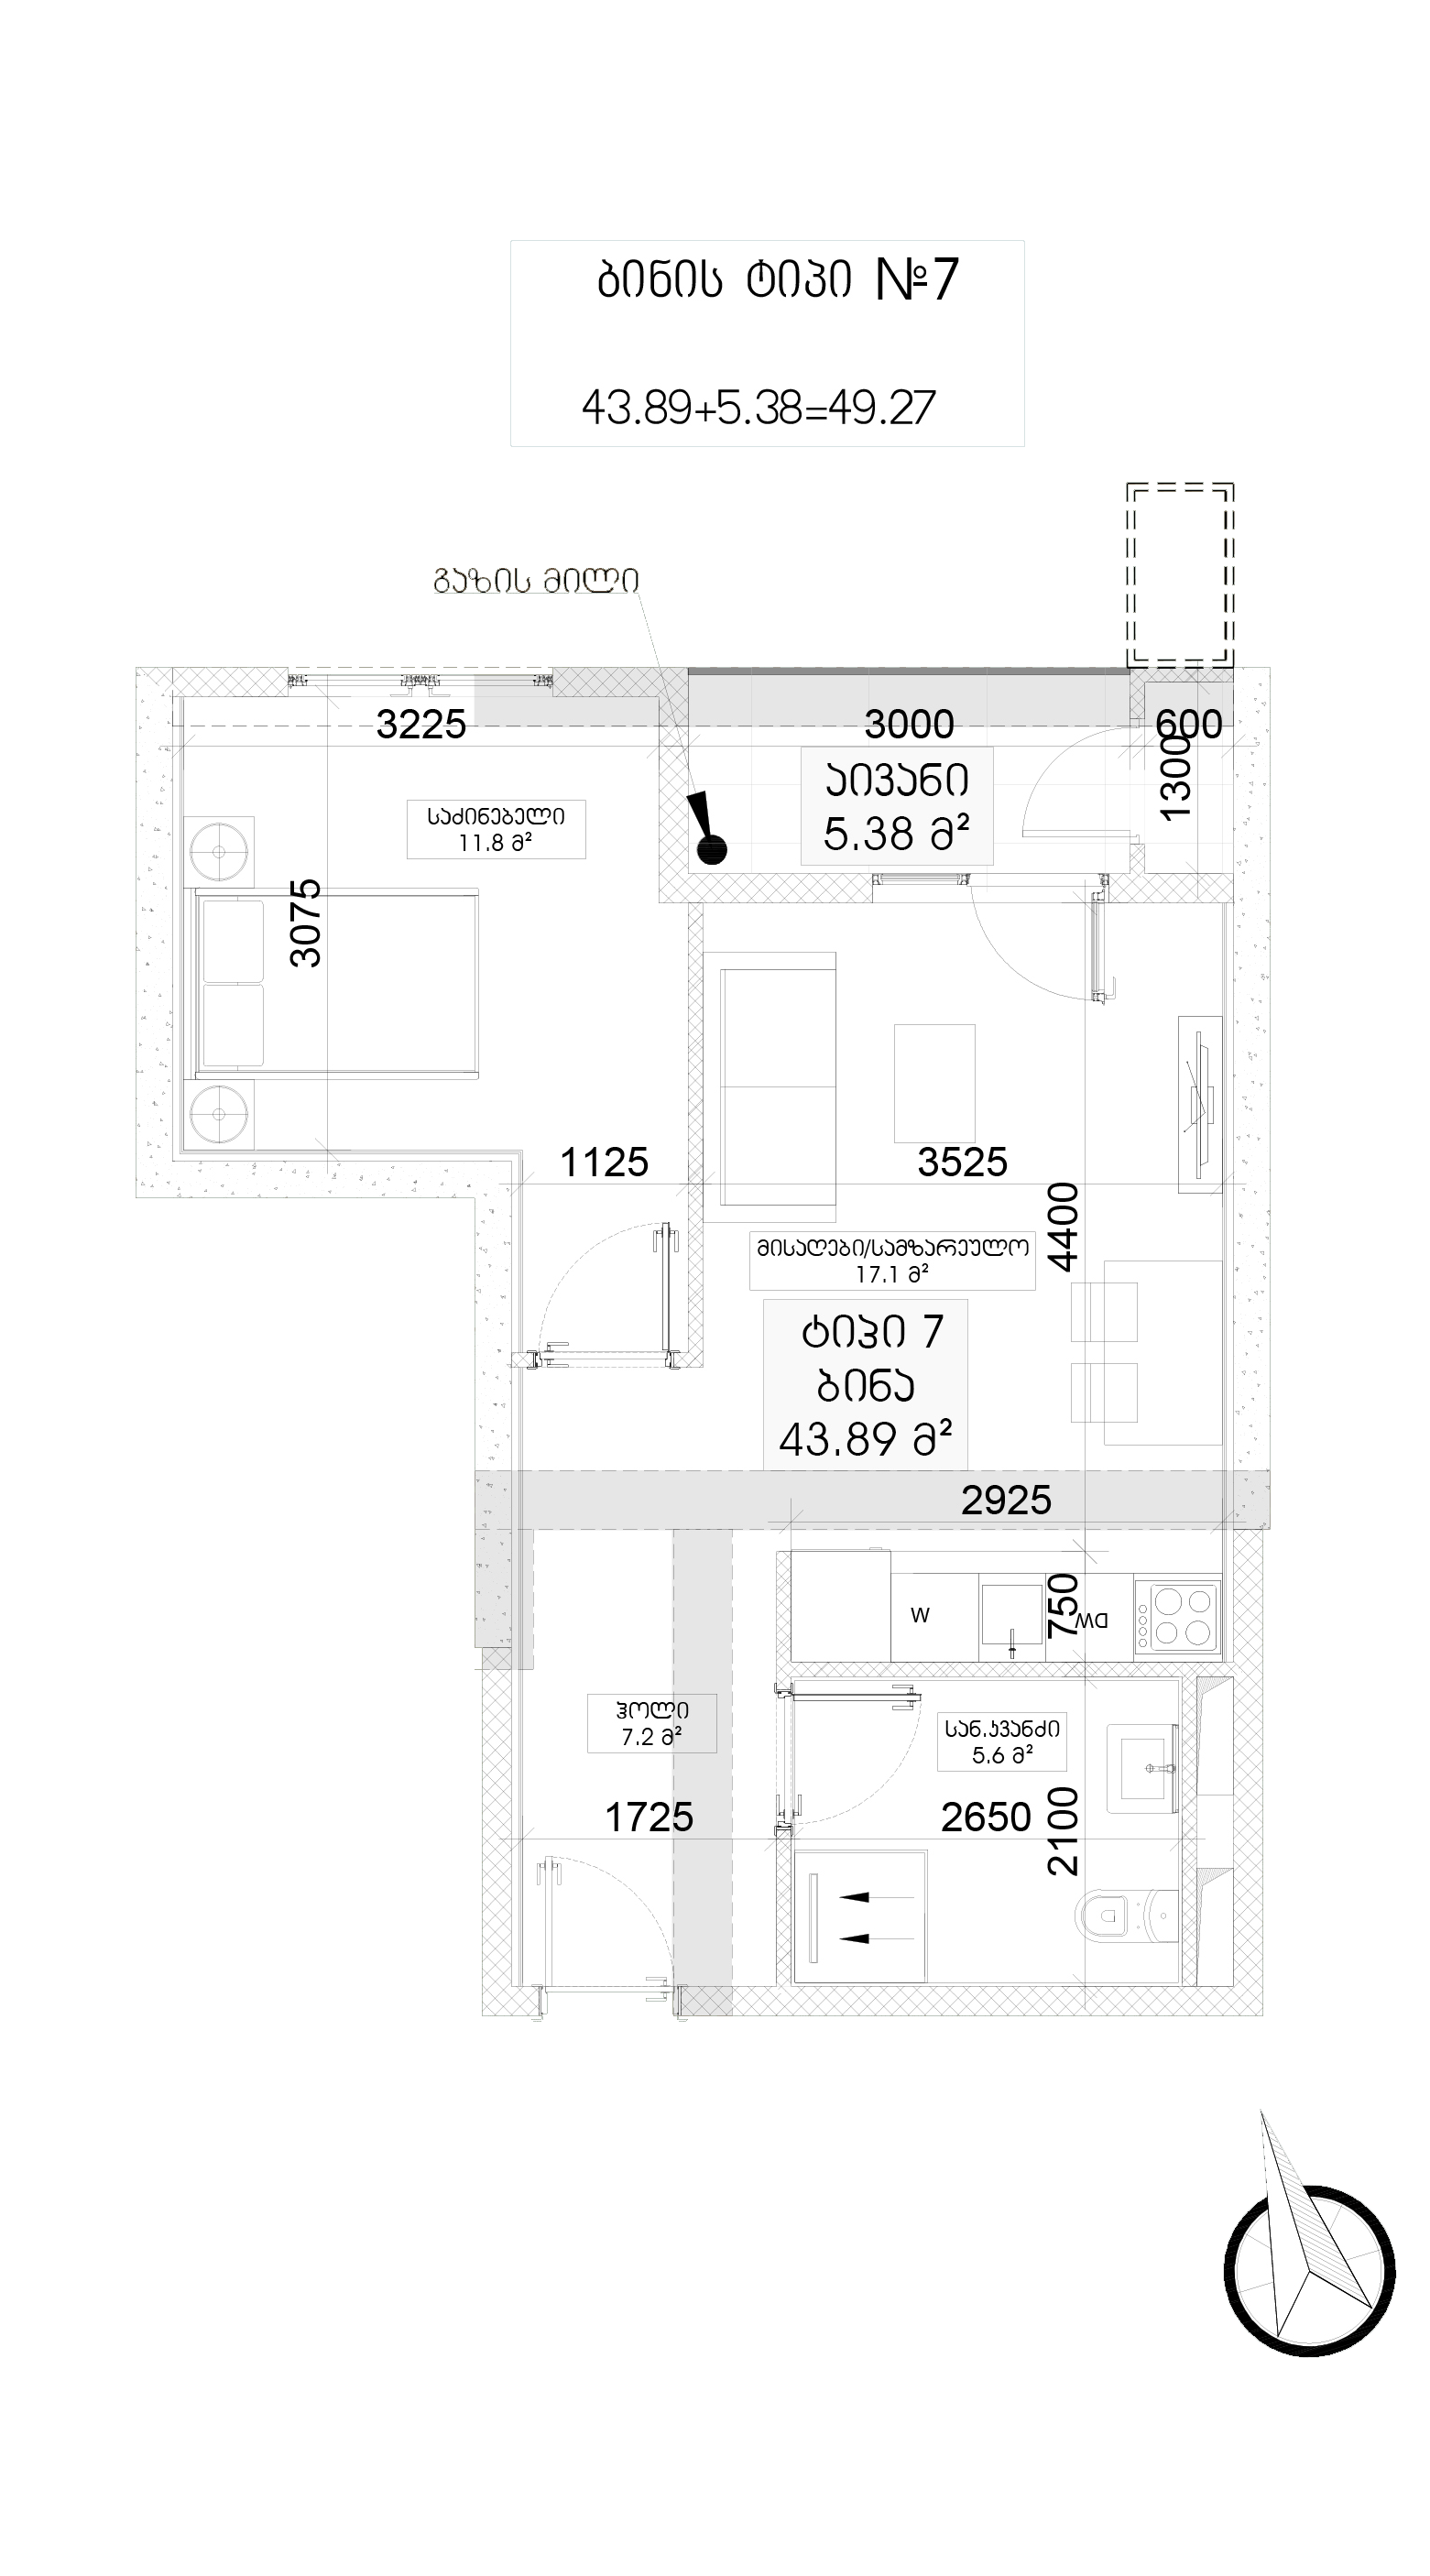 ბინის ტიპი №7
43.89+5.38=49.27
გაზის მილი
3225
3000
600
1300
აივანი
5.38 მ²
საძინებელი
11.8 მ²
3075
1125
3525
4400
მისაღები/სამზარეულო
17.1 მ²
ტიპი 7
ბინა
43.89 მ²
2925
750
W
DW
ჰოლი
7.2 მ²
სან.კვანძი
5.6 მ²
1725
2650
2100